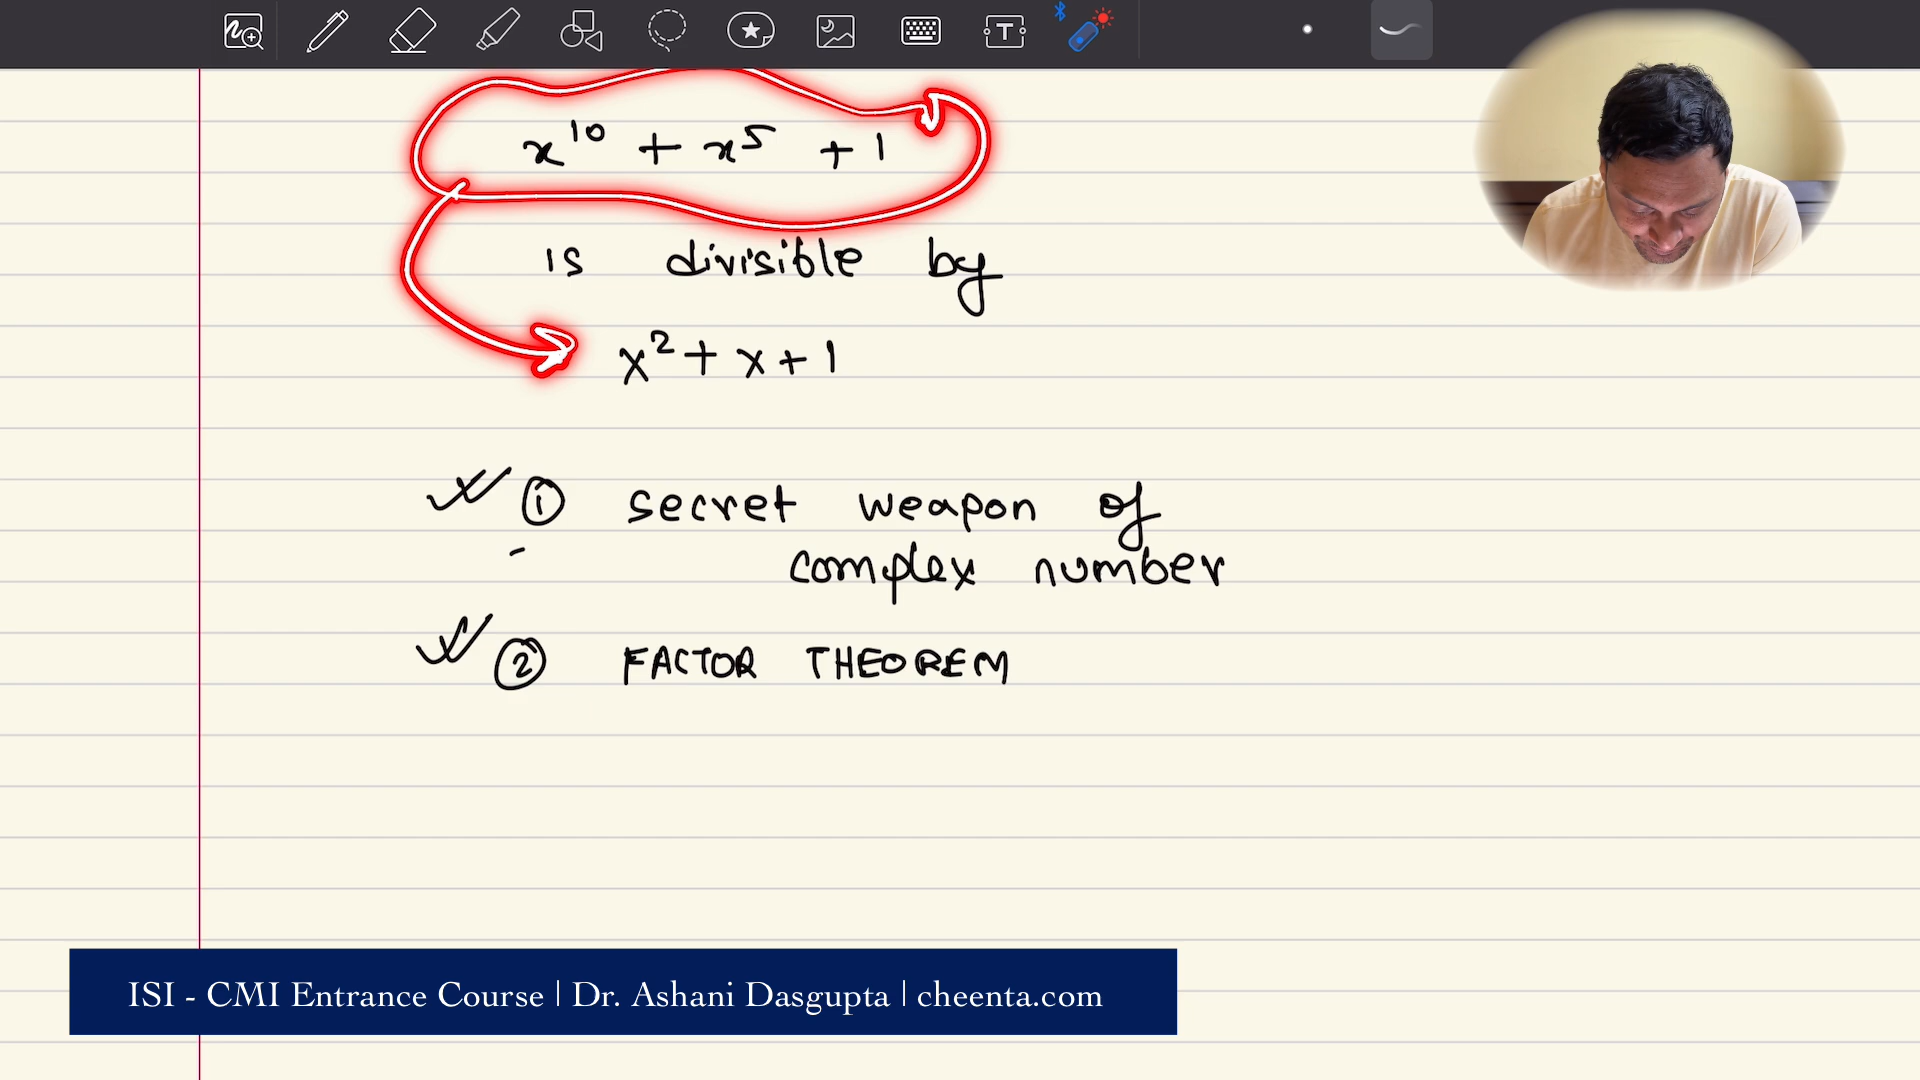 T
x¹⁰ + x⁵ + 1
is divisible by
x² + x + 1
① secret weapon of
complex number
② FACTOR THEOREM
ISI - CMI Entrance Course | Dr. Ashani Dasgupta | cheenta.com